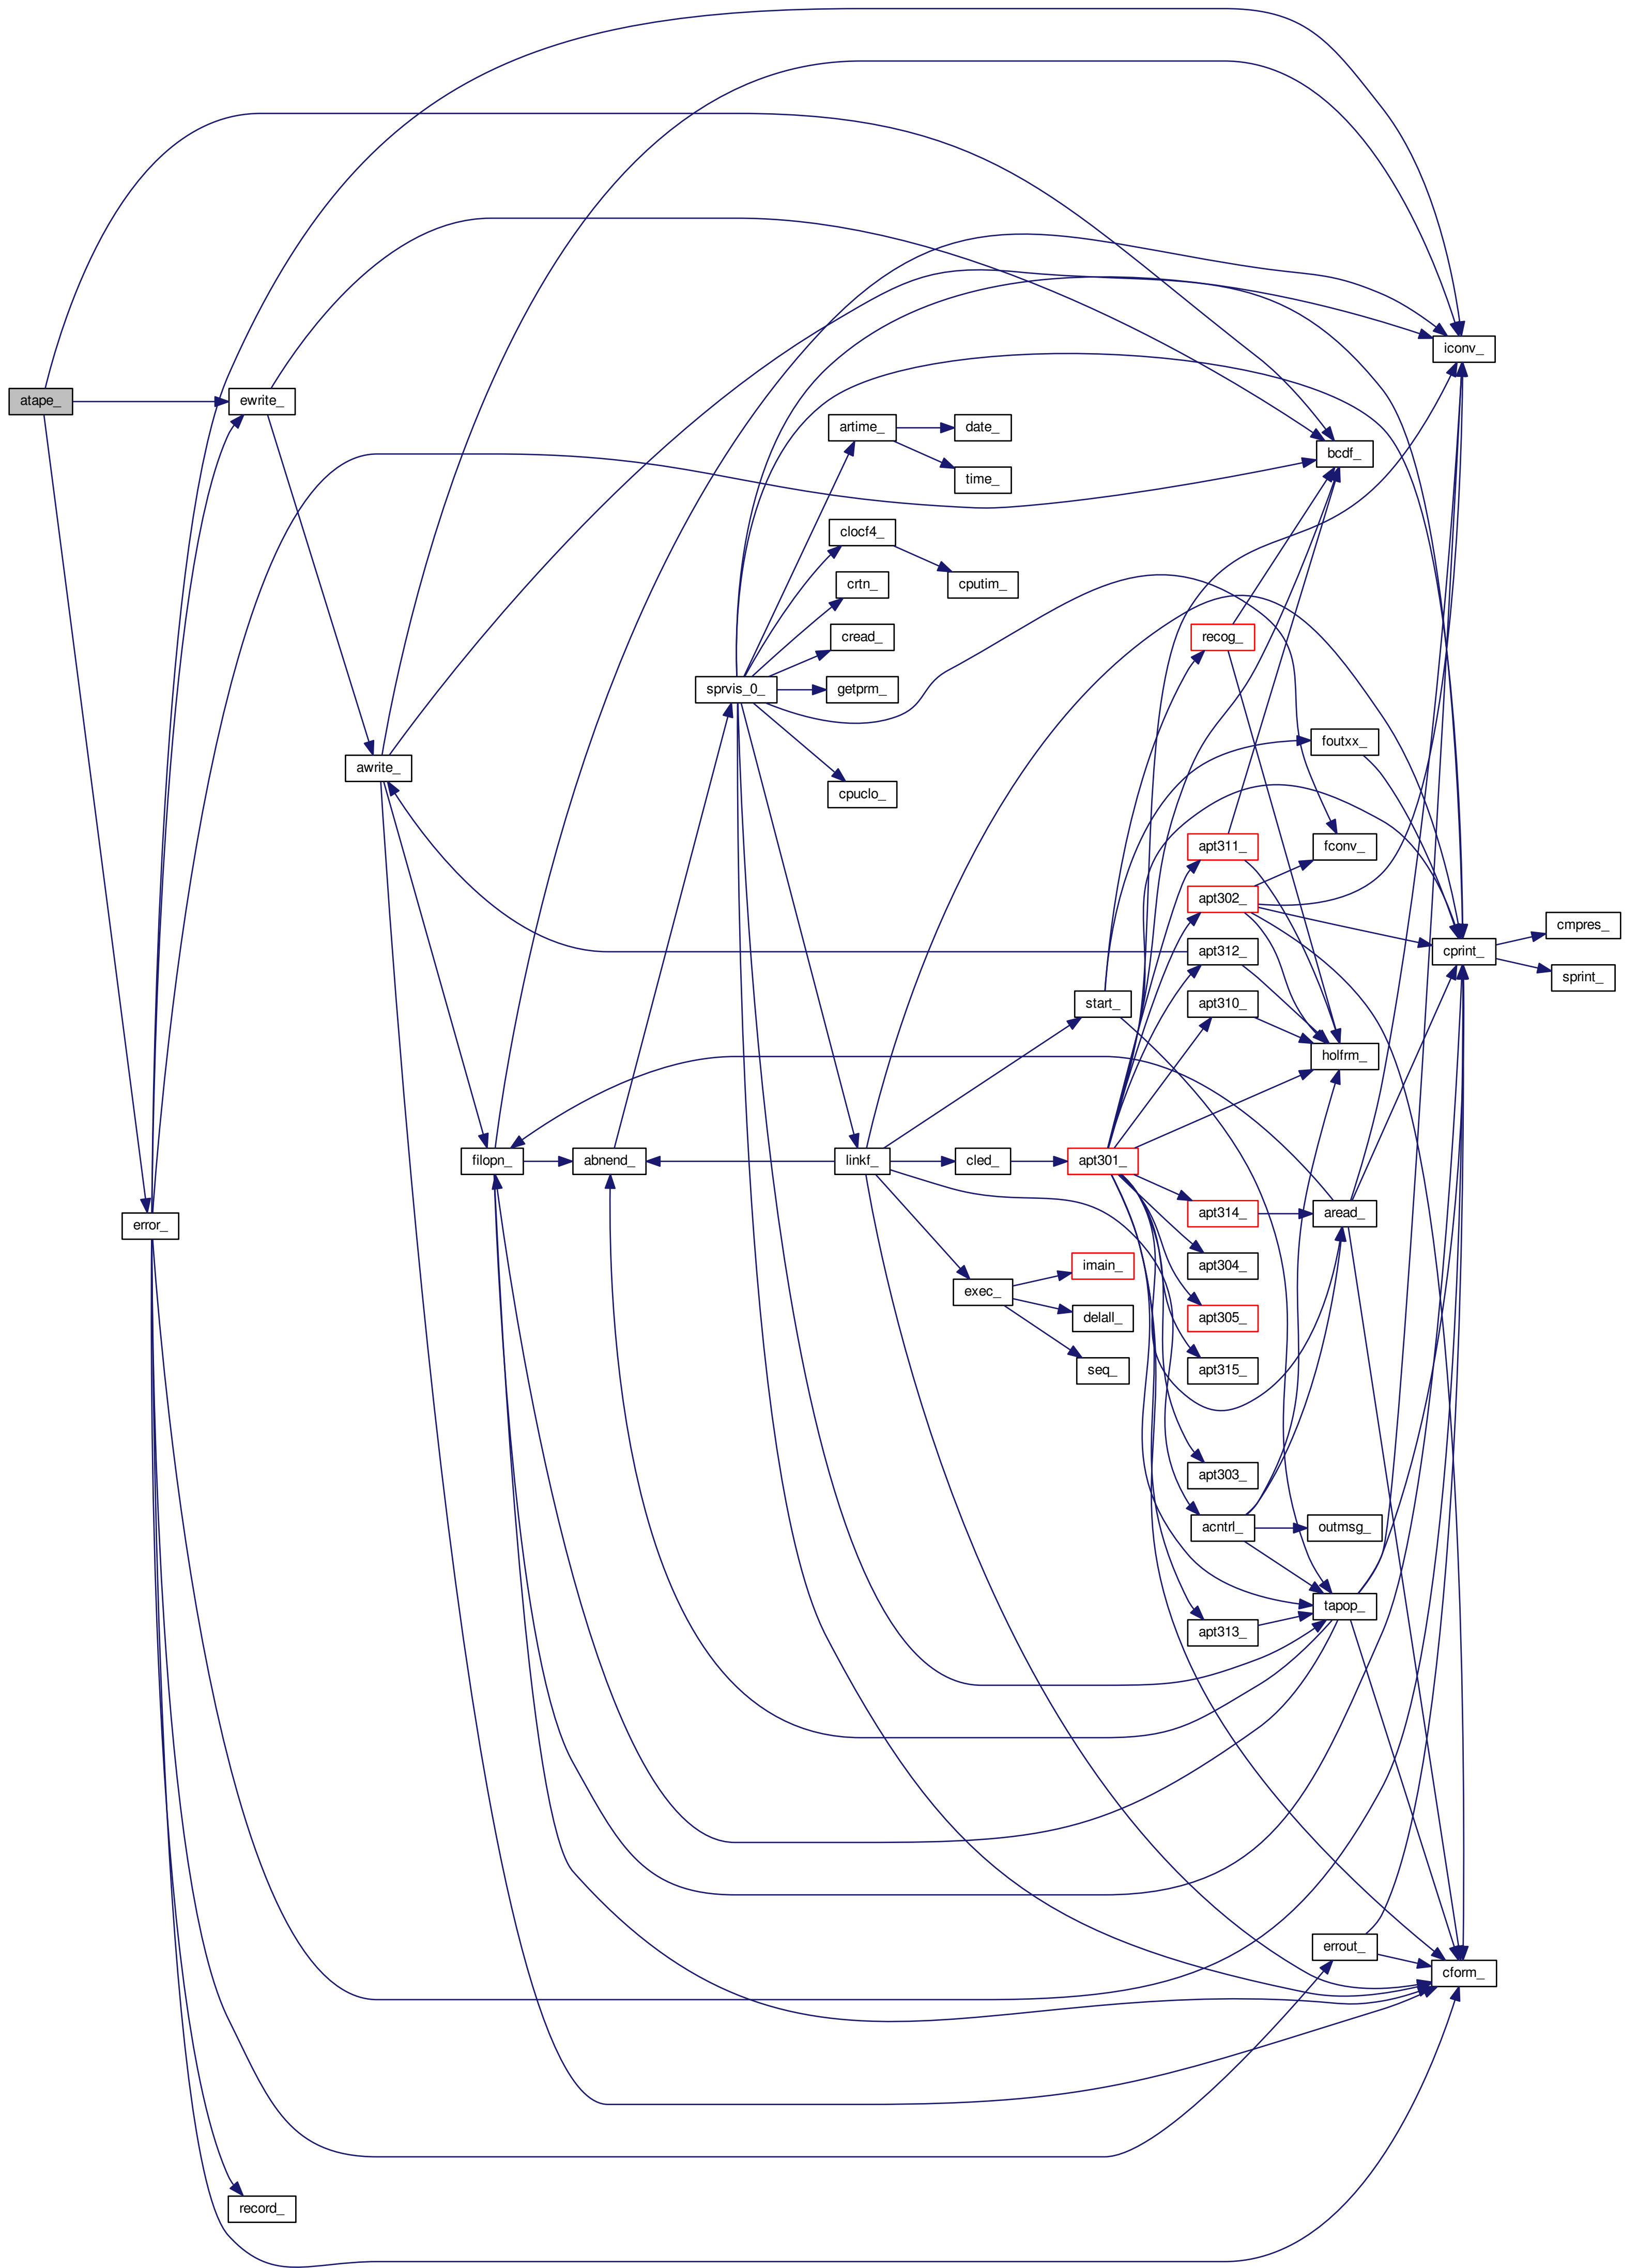 atape_
ewrite_
error_
awrite_
record_
filopn_
abnend_
sprvis_0_
artime_
date_
time_
clocf4_
cputim_
crtn_
cread_
getprm_
cpuclo_
linkf_
cled_
exec_
start_
apt301_
imain_
delall_
seq_
recog_
apt311_
apt302_
apt312_
apt310_
apt314_
apt304_
apt305_
apt315_
apt303_
acntrl_
apt313_
iconv_
bcdf_
foutxx_
fconv_
cprint_
cmpres_
sprint_
holfrm_
aread_
outmsg_
tapop_
errout_
cform_